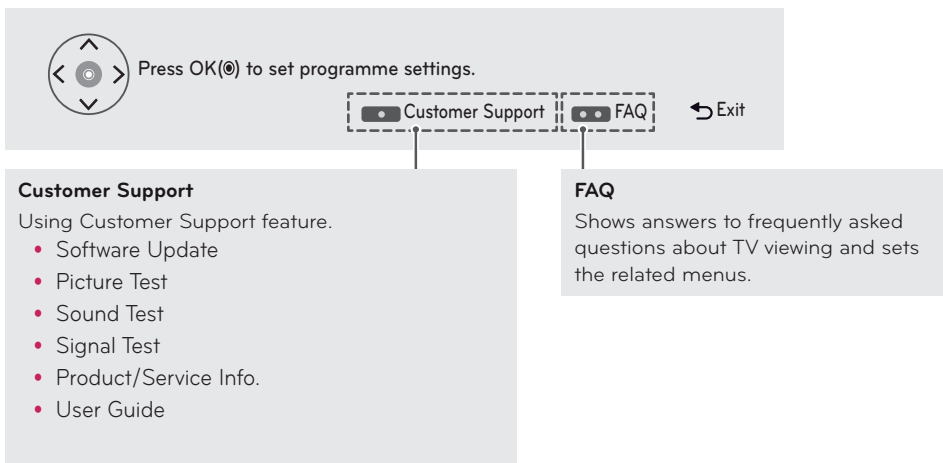 Press OK(◉) to set programme settings.
Customer Support FAQ Exit
Customer Support
Using Customer Support feature.
• Software Update
• Picture Test
• Sound Test
• Signal Test
• Product/Service Info.
• User Guide
FAQ
Shows answers to frequently asked
questions about TV viewing and sets
the related menus.